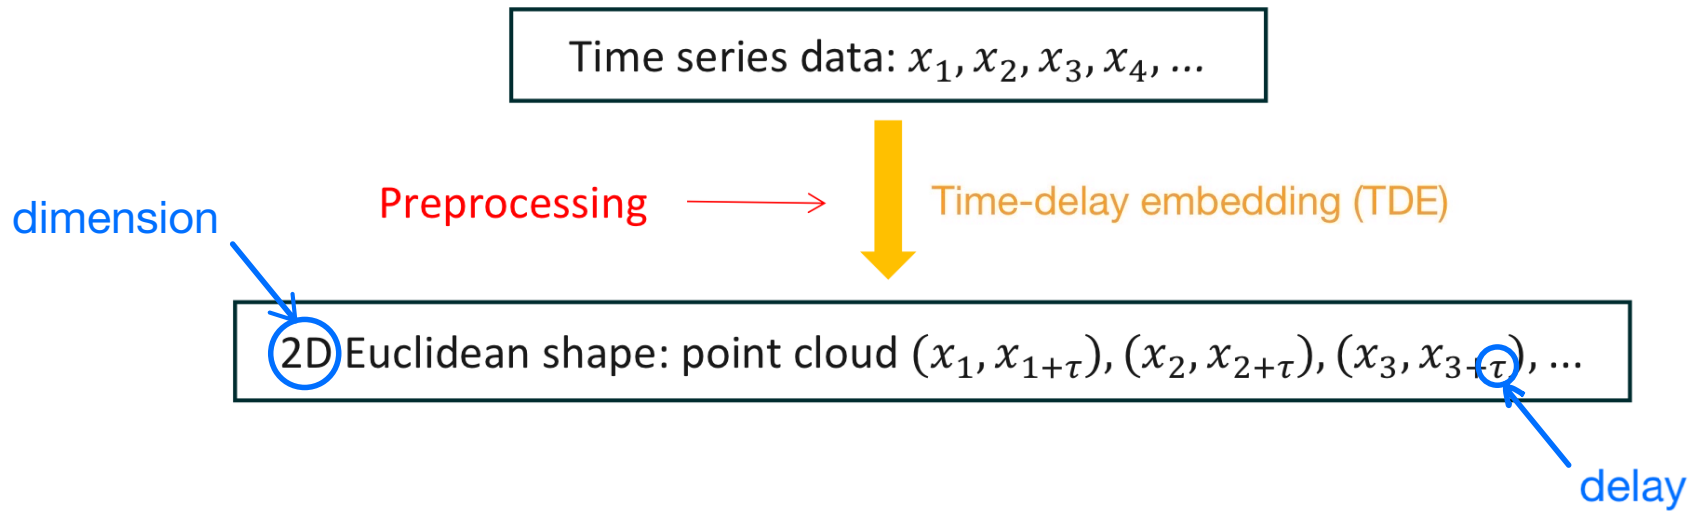 Time series data: x₁, x₂, x₃, x₄, ...
Preprocessing
Time-delay embedding (TDE)
dimension
2D Euclidean shape: point cloud (x₁, x₁₊τ), (x₂, x₂₊τ), (x₃, x₃₊τ), ...
delay